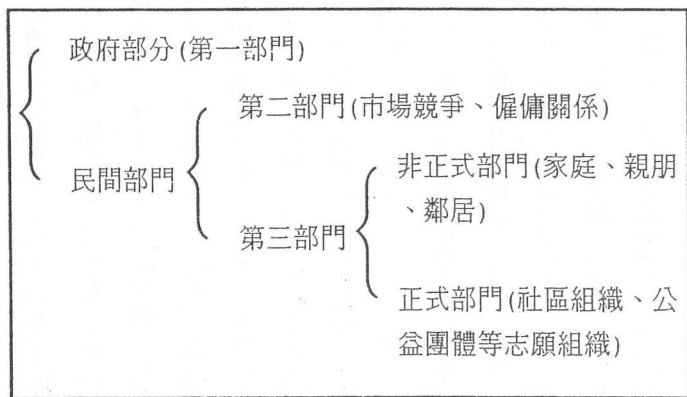 政府部分(第一部門)
第二部門(市場競爭、僱傭關係)
民間部門
非正式部門(家庭、親朋
、鄰居)
第三部門
正式部門(社區組織、公
益團體等志願組織)